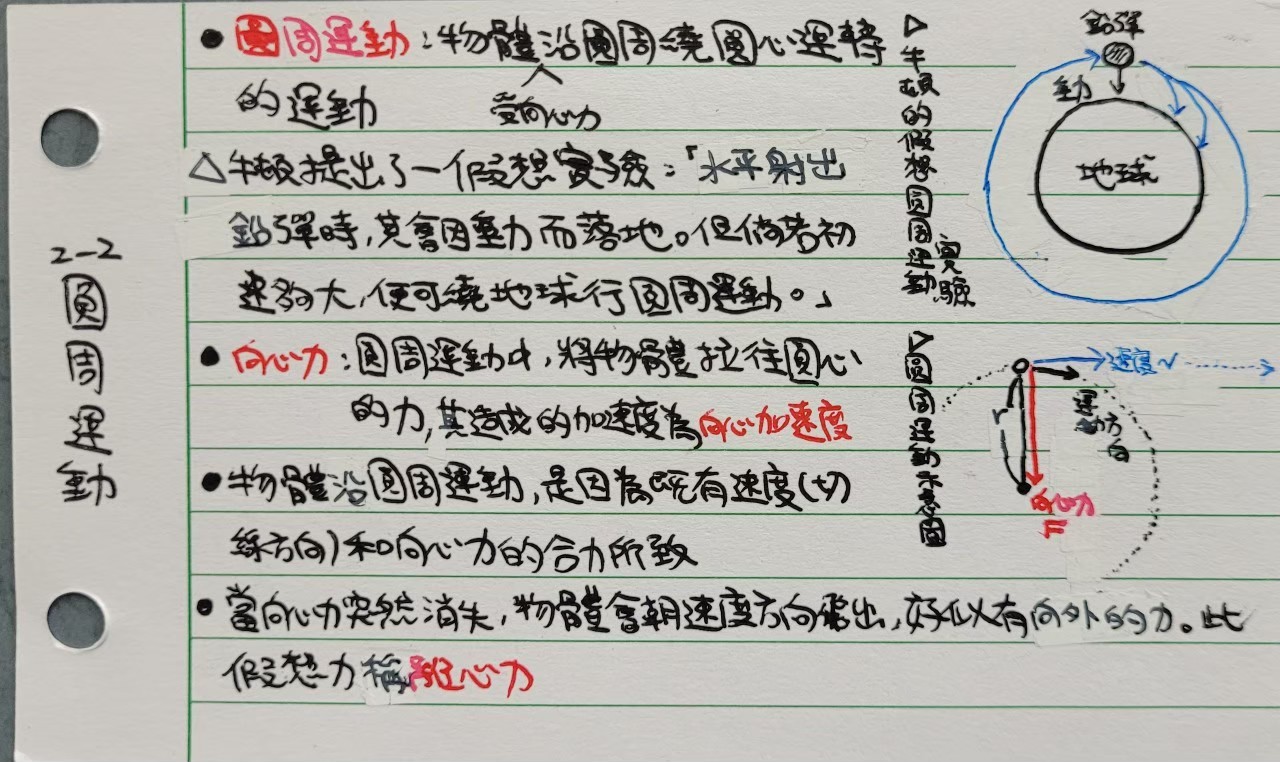 2-2
圓周運動
● 圓周運動：物體沿圓周繞圓心運轉
的運動
受向心力
△牛頓提出了一假想實驗：「水平射出
鉛彈時，其會因重力而落地。但倘若初
速夠大，便可繞地球行圓周運動。」
● 向心力：圓周運動中，將物體拉往圓心
的力，其造成的加速度為向心加速度
● 物體沿圓周運動，是因為既有速度（切
線方向）和向心力的合力所致
● 當向心力突然消失，物體會朝速度方向飛出，好似有向外的力。此
假想力稱離心力
▷牛頓的假想圓周運動實驗
鉛彈
重力
地球
▷圓周運動示意圖
速度v
運動方向
r
向心力
F